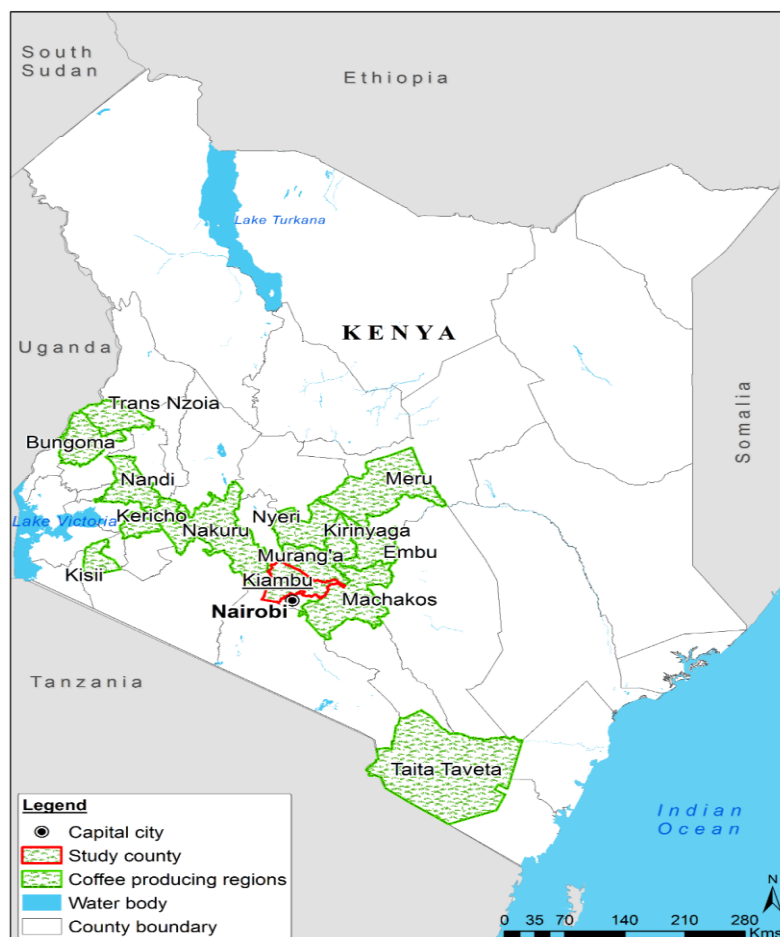 South
Sudan
Ethiopia
Lake Turkana
KENYA
Uganda
Somalia
Trans Nzoia
Bungoma
Nandi
Meru
Lake Victoria
Kericho
Nakuru
Nyeri
Kirinyaga
Murang'a
Embu
Kisii
Kiambu
Machakos
Nairobi
Tanzania
Taita Taveta
Indian
Ocean
Legend
Capital city
Study county
Coffee producing regions
Water body
County boundary
N
0 35 70 140 210 280
Kms